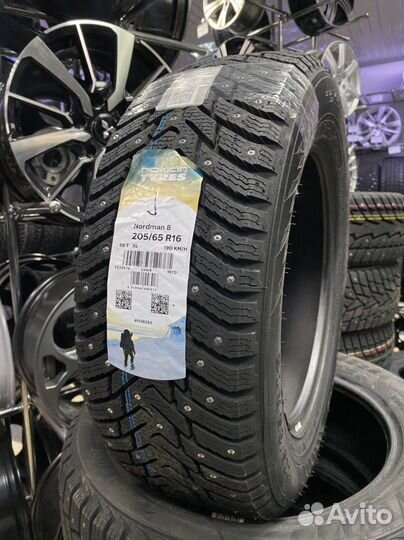 nokian
TYRES
Nordman 8
205/65 R16
99 T XL
190 KM/H
Avito